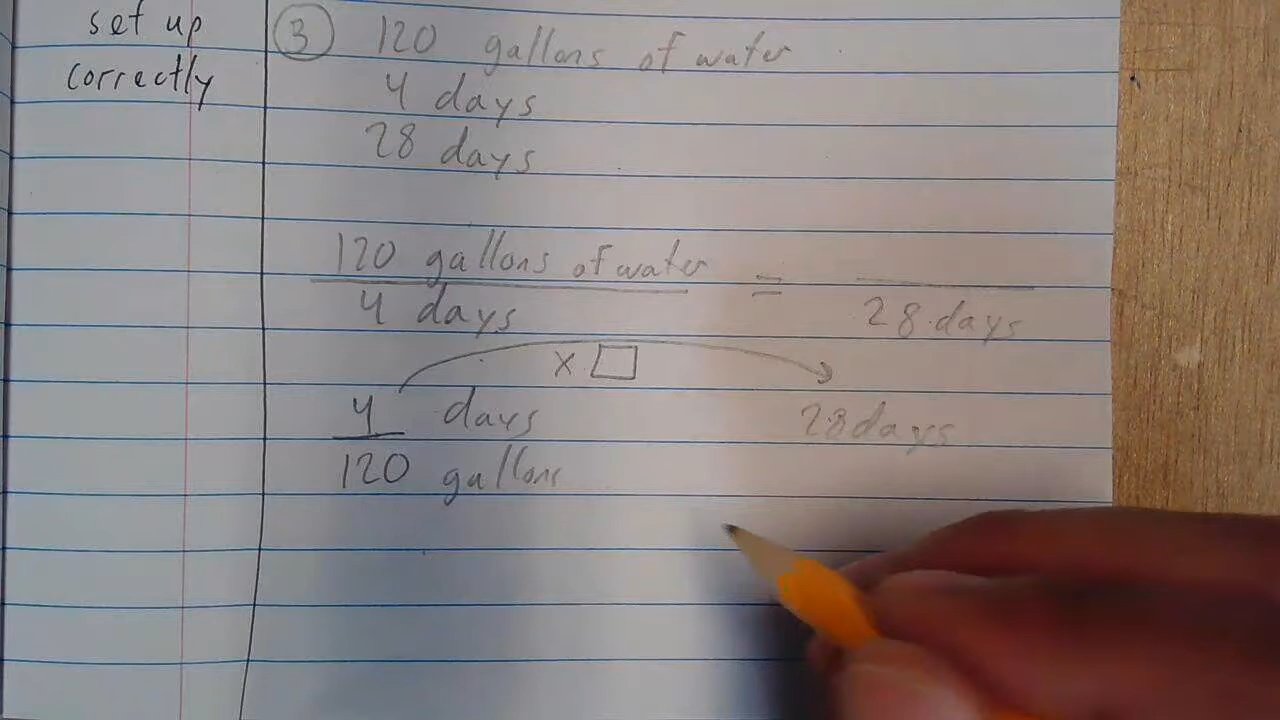 set up
correctly
3 120 gallons of water
4 days
28 days
120 gallons of water
4 days
=
28 days
x □
4 days
28 days
120 gallons